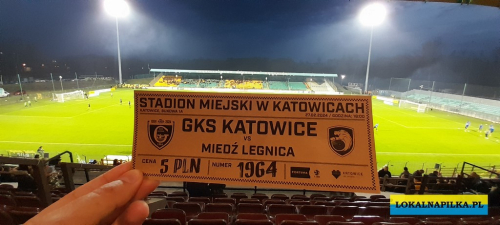 STADION MIEJSKI W KATOWICACH
GKS KATOWICE
VS
MIEDŹ LEGNICA
CENA 5 PLN NUMER 1964
LOKALNAPILKA.PL